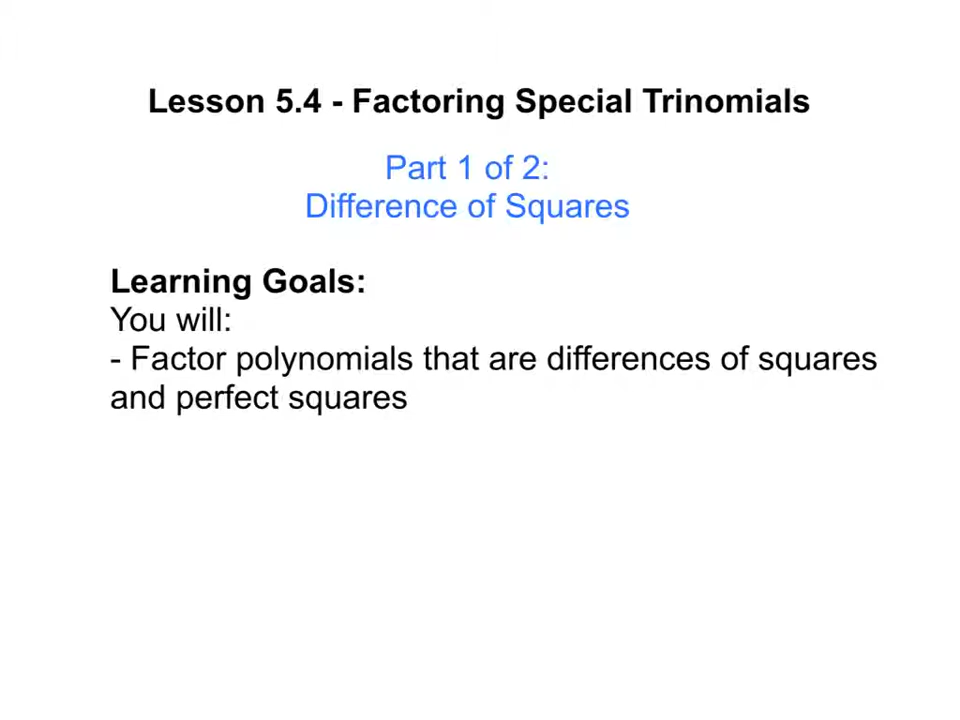 Lesson 5.4 - Factoring Special Trinomials
Part 1 of 2:
Difference of Squares
Learning Goals:
You will:
- Factor polynomials that are differences of squares
and perfect squares